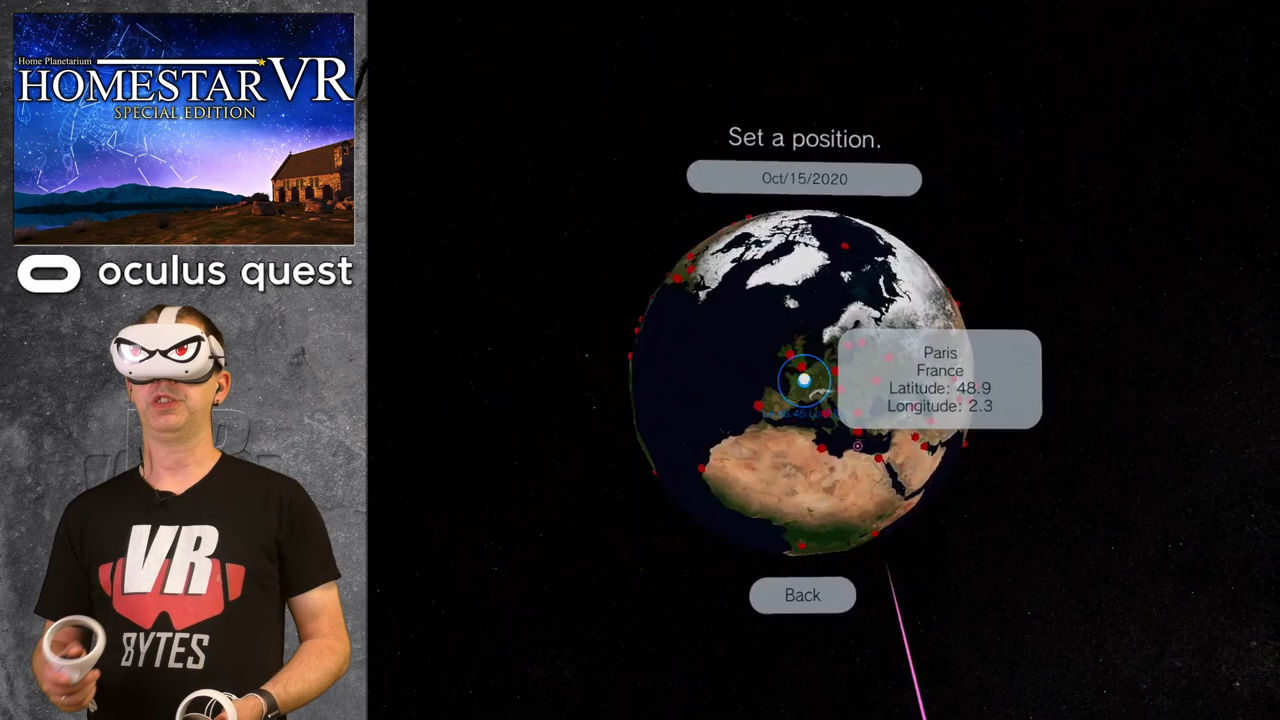 Home Planetarium
HOMESTAR VR
SPECIAL EDITION
oculus quest
VR
BYTES
Set a position.
Oct/15/2020
Paris
France
Latitude: 48.9
Longitude: 2.3
Back